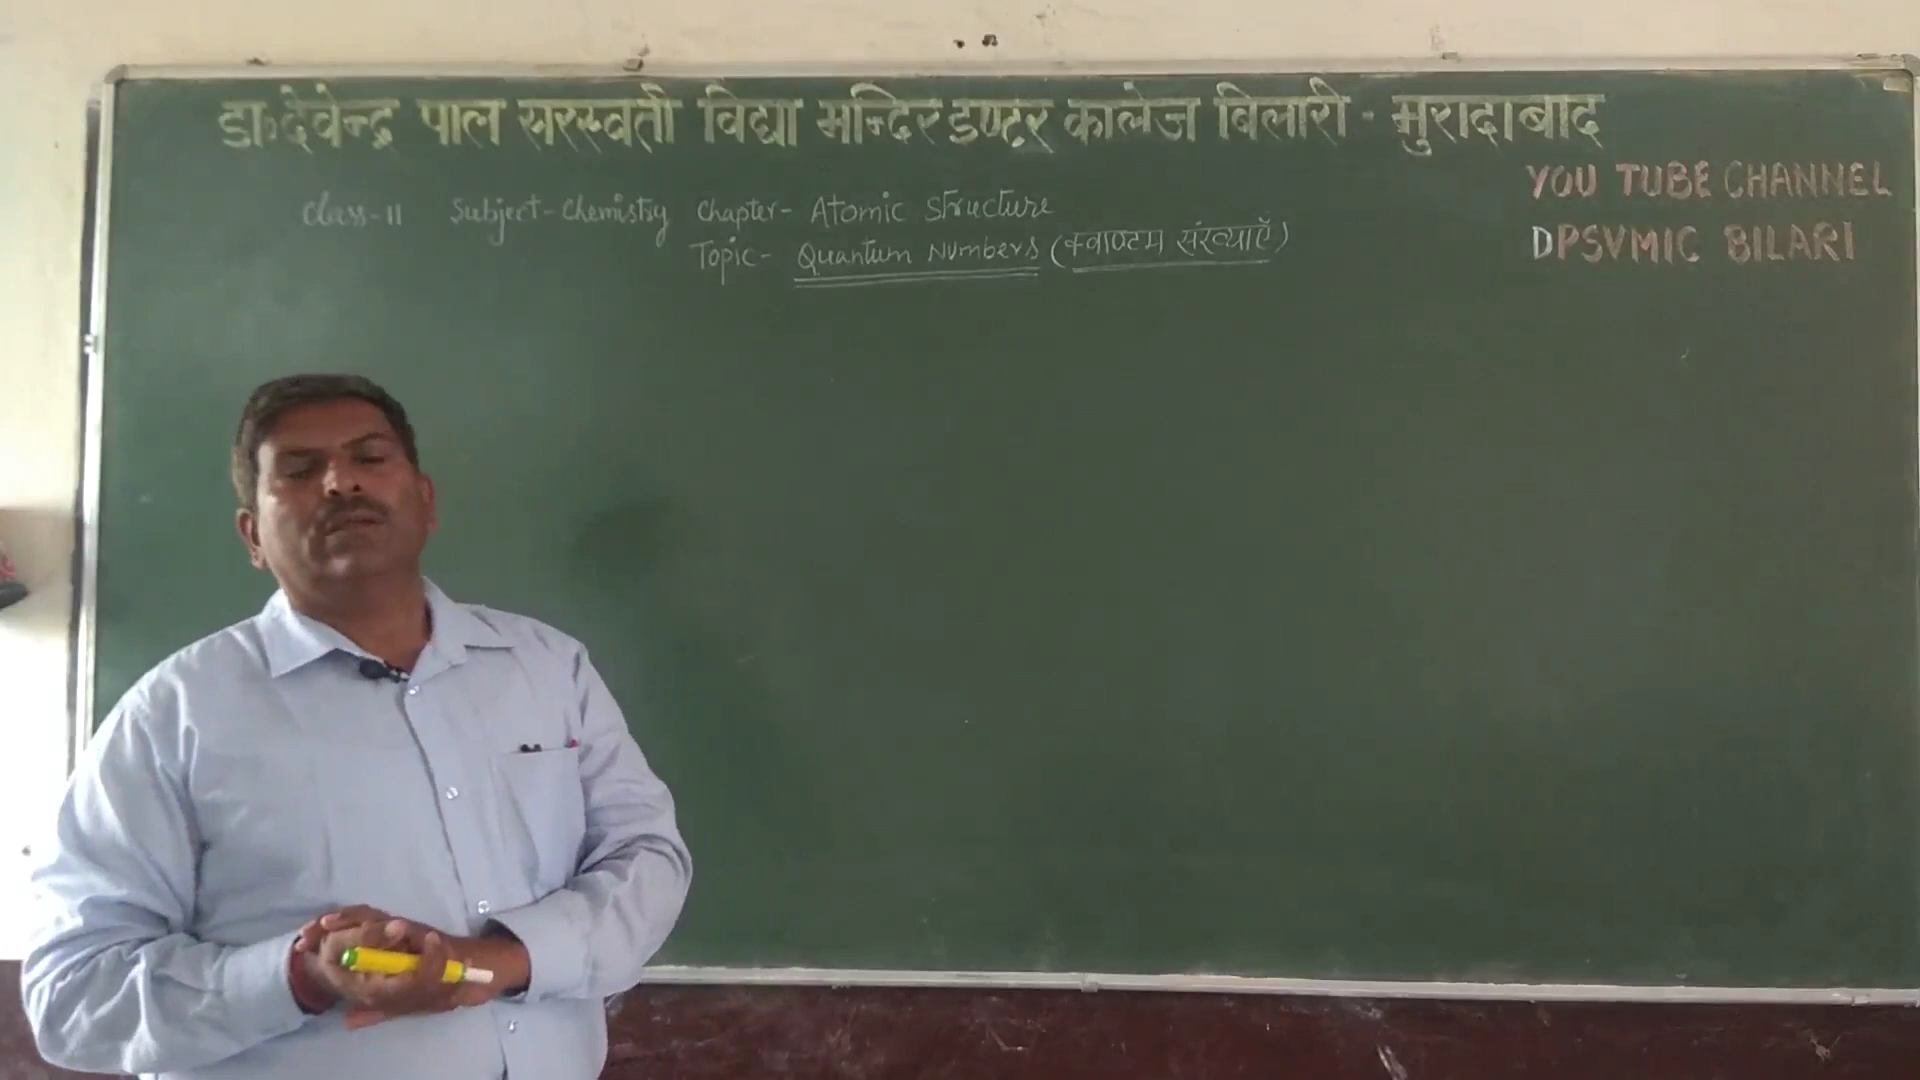 डा॰देवेन्द्र पाल सरस्वती विद्या मन्दिर इण्टर कालेज बिलारी - मुरादाबाद
YOU TUBE CHANNEL
DPSVMIC BILARI
Class-11 Subject-Chemistry Chapter- Atomic Structure
Topic- Quantum Numbers (क्वाण्टम संख्याएँ)